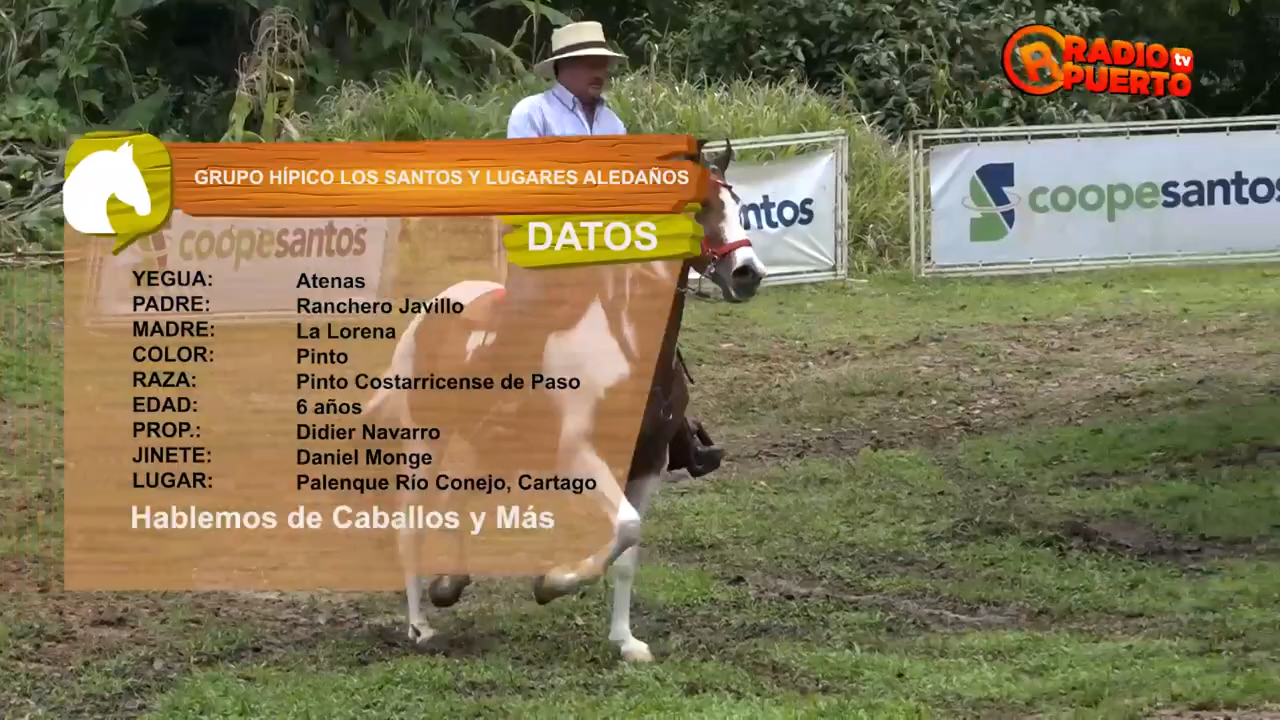 RADIO tv
PUERTO
GRUPO HÍPICO LOS SANTOS Y LUGARES ALEDAÑOS
coopesantos
ntos
coopesantos
DATOS
YEGUA: Atenas
PADRE: Ranchero Javillo
MADRE: La Lorena
COLOR: Pinto
RAZA: Pinto Costarricense de Paso
EDAD: 6 años
PROP.: Didier Navarro
JINETE: Daniel Monge
LUGAR: Palenque Río Conejo, Cartago
Hablemos de Caballos y Más